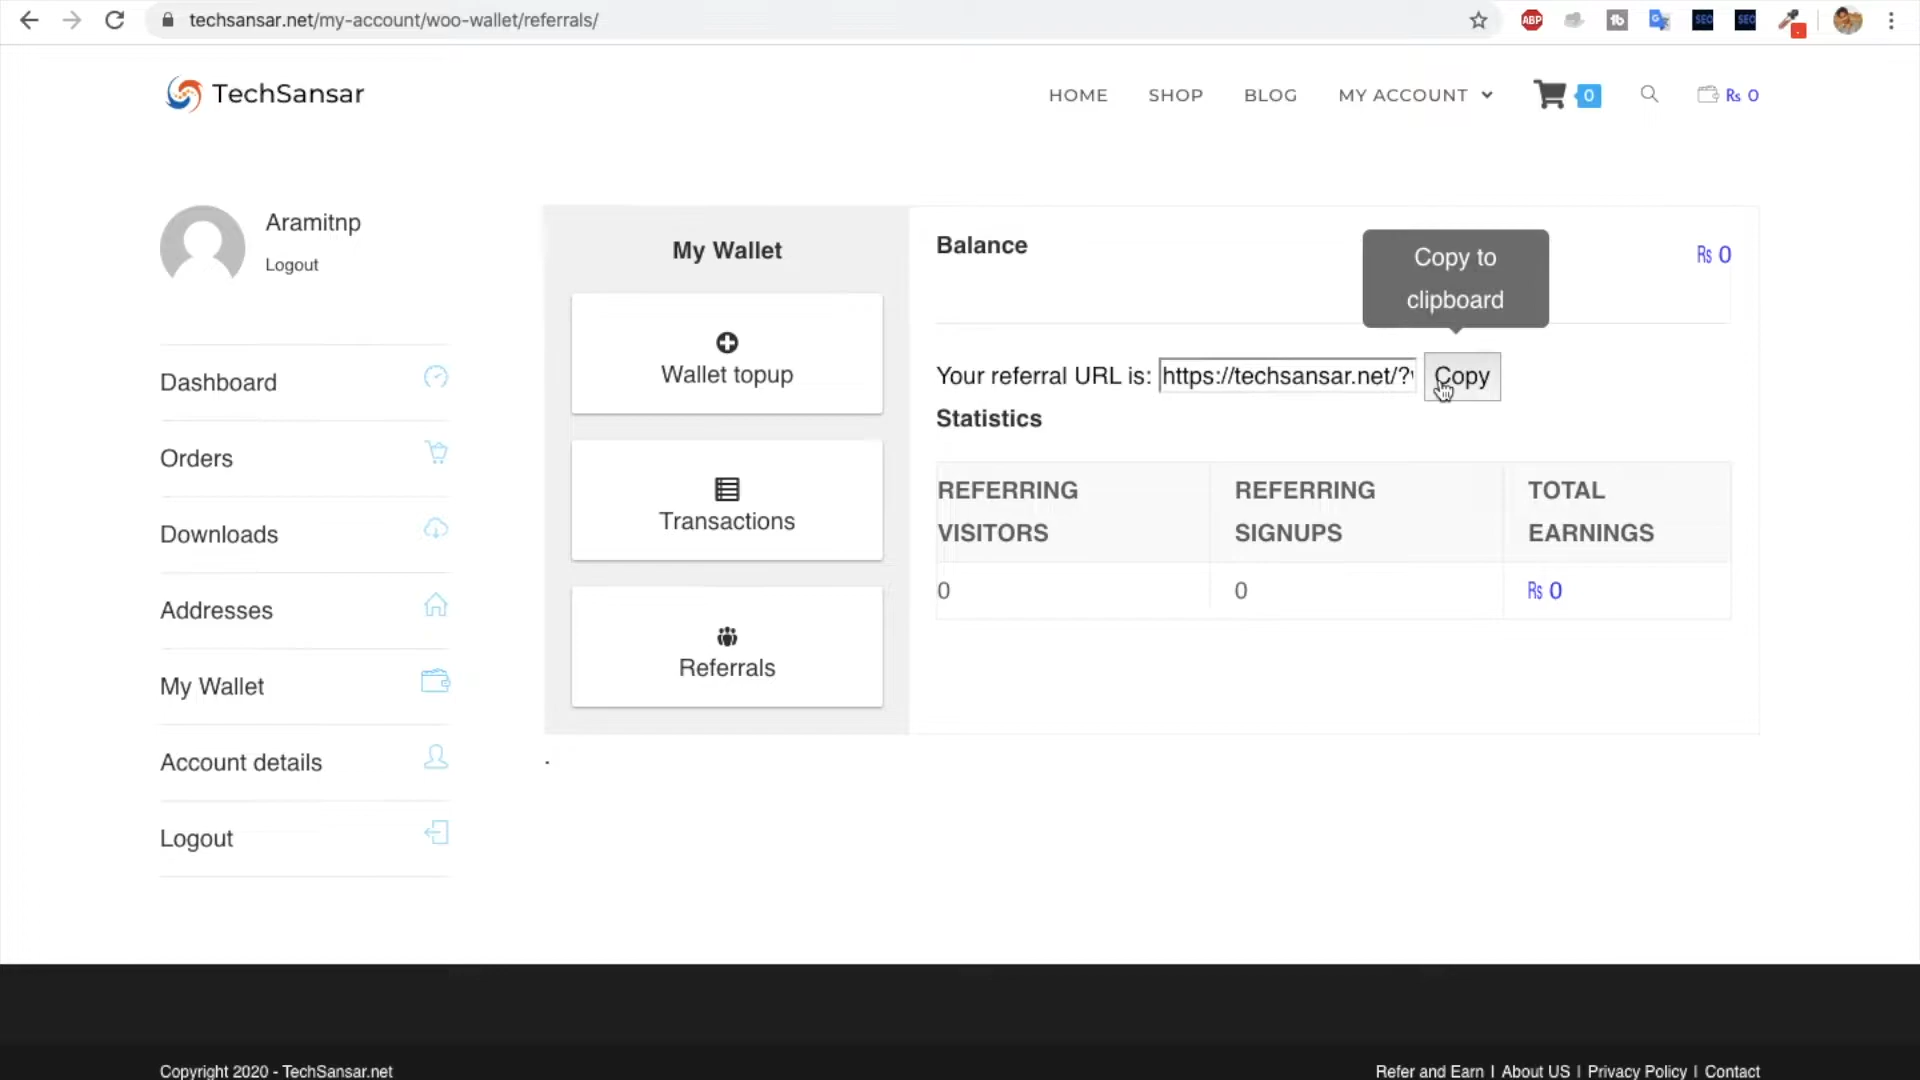 techsansar.net/my-account/woo-wallet/referrals/
ABP
SEO
SEO
TechSansar
HOME
SHOP
BLOG
MY ACCOUNT
0
Rs 0
Aramitnp
Logout
Dashboard
Orders
Downloads
Addresses
My Wallet
Account details
Logout
My Wallet
Wallet topup
Transactions
Referrals
Balance
Rs 0
Copy to
clipboard
Your referral URL is: https://techsansar.net/? Copy
Statistics
REFERRING VISITORS
REFERRING SIGNUPS
TOTAL EARNINGS
0
0
Rs 0
.
Copyright 2020 - TechSansar.net
Refer and Earn | About US | Privacy Policy | Contact